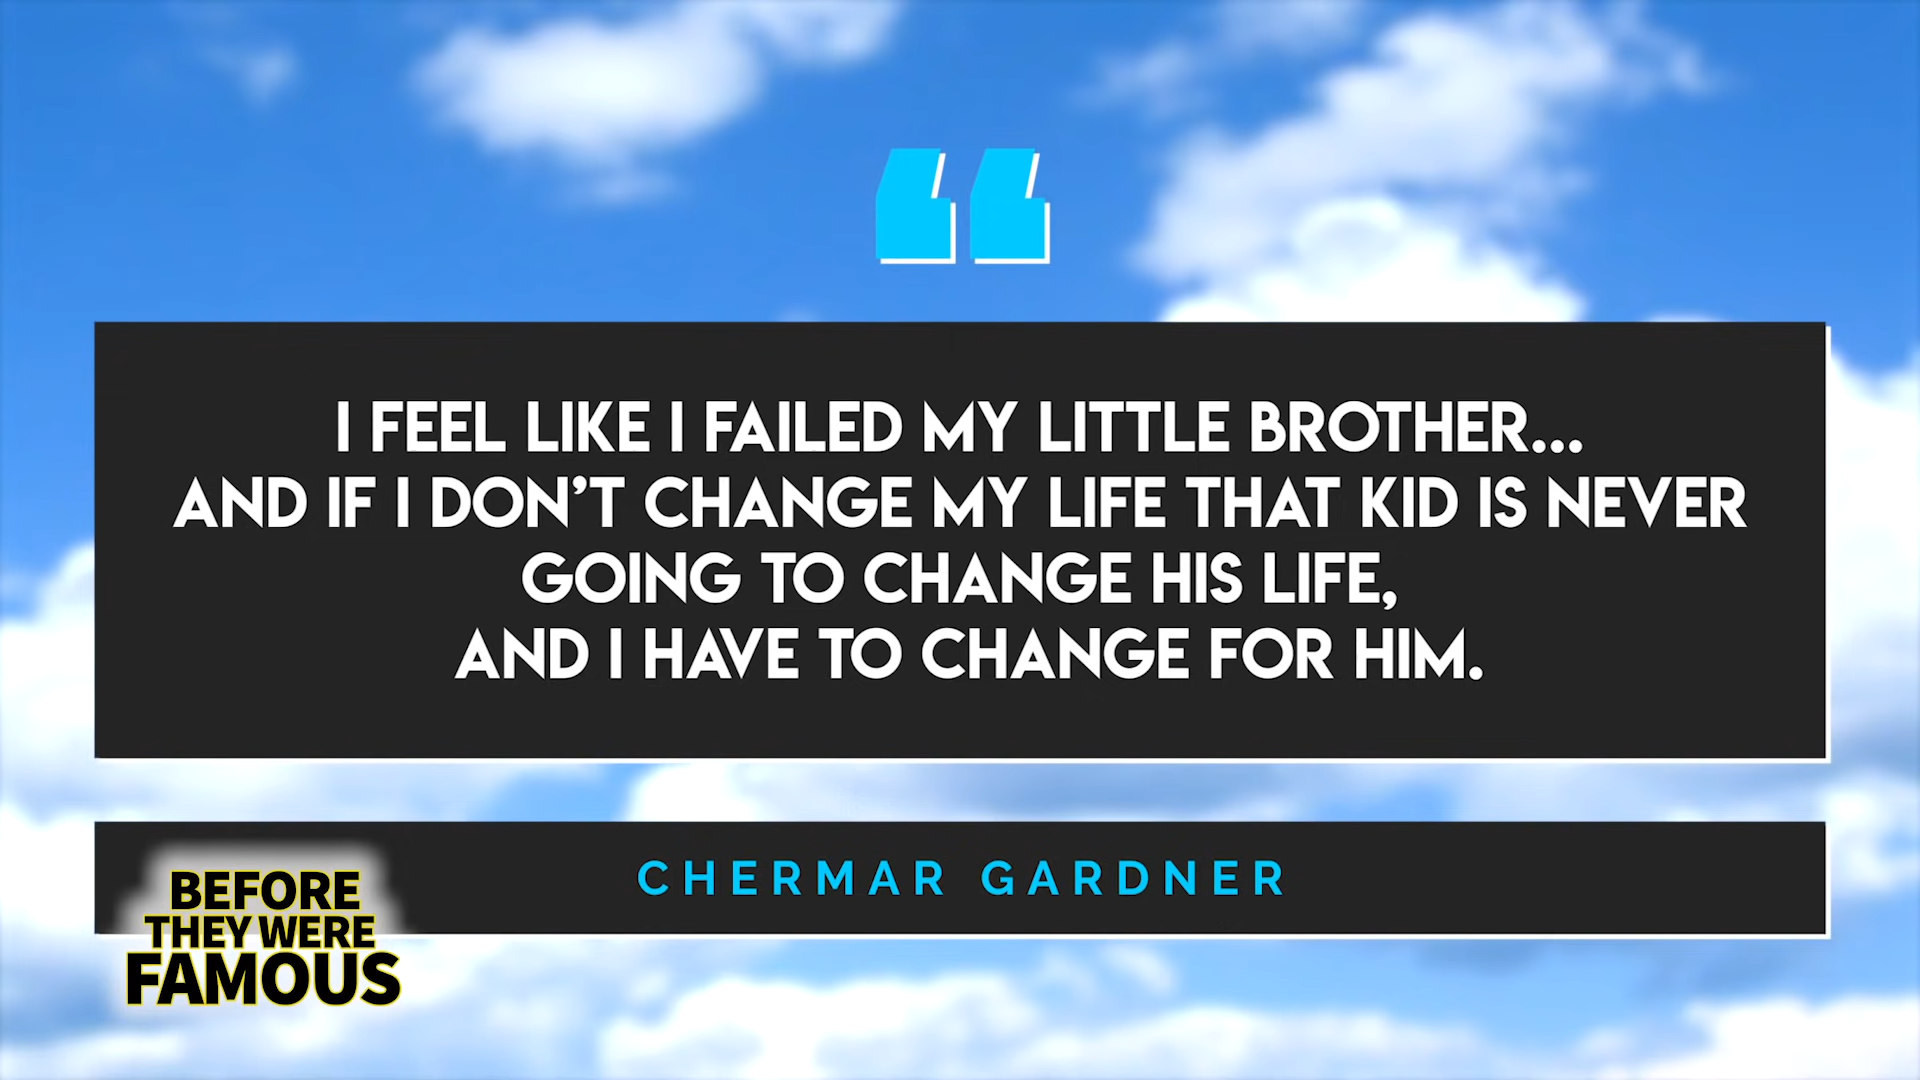 I FEEL LIKE I FAILED MY LITTLE BROTHER...
AND IF I DON'T CHANGE MY LIFE THAT KID IS NEVER
GOING TO CHANGE HIS LIFE,
AND I HAVE TO CHANGE FOR HIM.
CHERMAR GARDNER
BEFORE
THEY WERE
FAMOUS